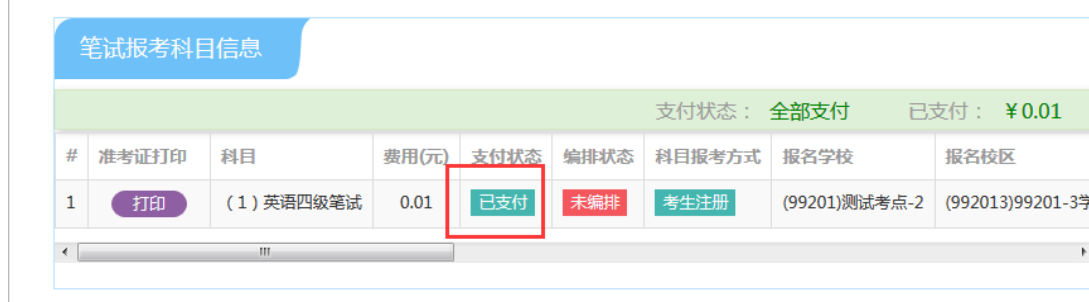 笔试报考科目信息
支付状态： 全部支付 已支付： ￥0.01
# 准考证打印 科目 费用(元) 支付状态 编排状态 科目报考方式 报名学校 报名校区
1 打印 （1）英语四级笔试 0.01 已支付 未编排 考生注册 (99201)测试考点-2 (992013)99201-3学